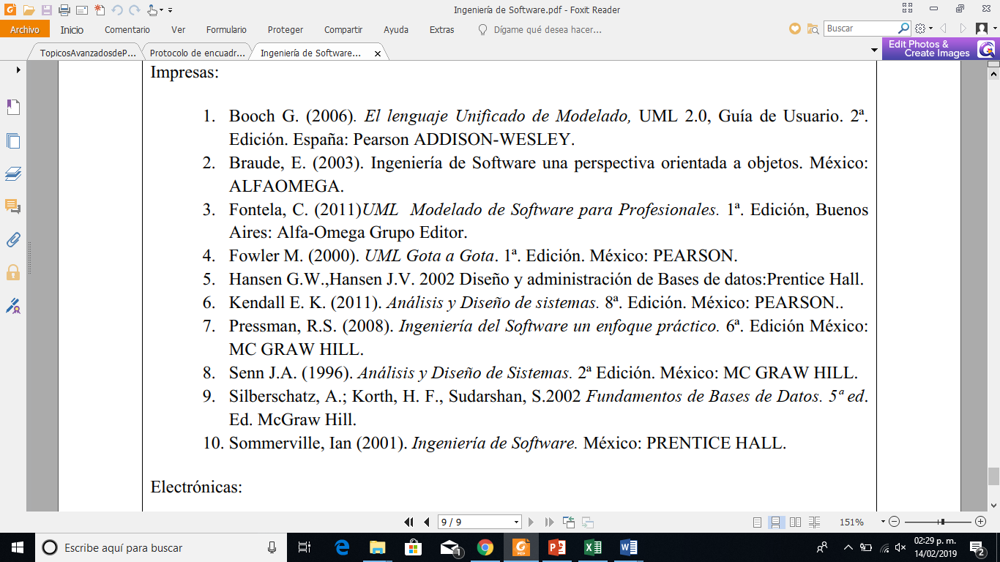 Ingeniería de Software.pdf - Foxit Reader
Archivo Inicio Comentario Ver Formulario Proteger Compartir Ayuda Extras Dígame qué desea hacer... Buscar
TopicosAvanzadosdeP... Protocolo de encuadr... Ingeniería de Software... Edit Photos &
Create Images
Impresas:
1. Booch G. (2006). El lenguaje Unificado de Modelado, UML 2.0, Guía de Usuario. 2ª.
Edición. España: Pearson ADDISON-WESLEY.
2. Braude, E. (2003). Ingeniería de Software una perspectiva orientada a objetos. México:
ALFAOMEGA.
3. Fontela, C. (2011)UML Modelado de Software para Profesionales. 1ª. Edición, Buenos
Aires: Alfa-Omega Grupo Editor.
4. Fowler M. (2000). UML Gota a Gota. 1ª. Edición. México: PEARSON.
5. Hansen G.W.,Hansen J.V. 2002 Diseño y administración de Bases de datos:Prentice Hall.
6. Kendall E. K. (2011). Análisis y Diseño de sistemas. 8ª. Edición. México: PEARSON..
7. Pressman, R.S. (2008). Ingeniería del Software un enfoque práctico. 6ª. Edición México:
MC GRAW HILL.
8. Senn J.A. (1996). Análisis y Diseño de Sistemas. 2ª Edición. México: MC GRAW HILL.
9. Silberschatz, A.; Korth, H. F., Sudarshan, S.2002 Fundamentos de Bases de Datos. 5ª ed.
Ed. McGraw Hill.
10. Sommerville, Ian (2001). Ingeniería de Software. México: PRENTICE HALL.
Electrónicas:
9 / 9 151%
Escribe aquí para buscar 1 02:29 p. m.
14/02/2019 2